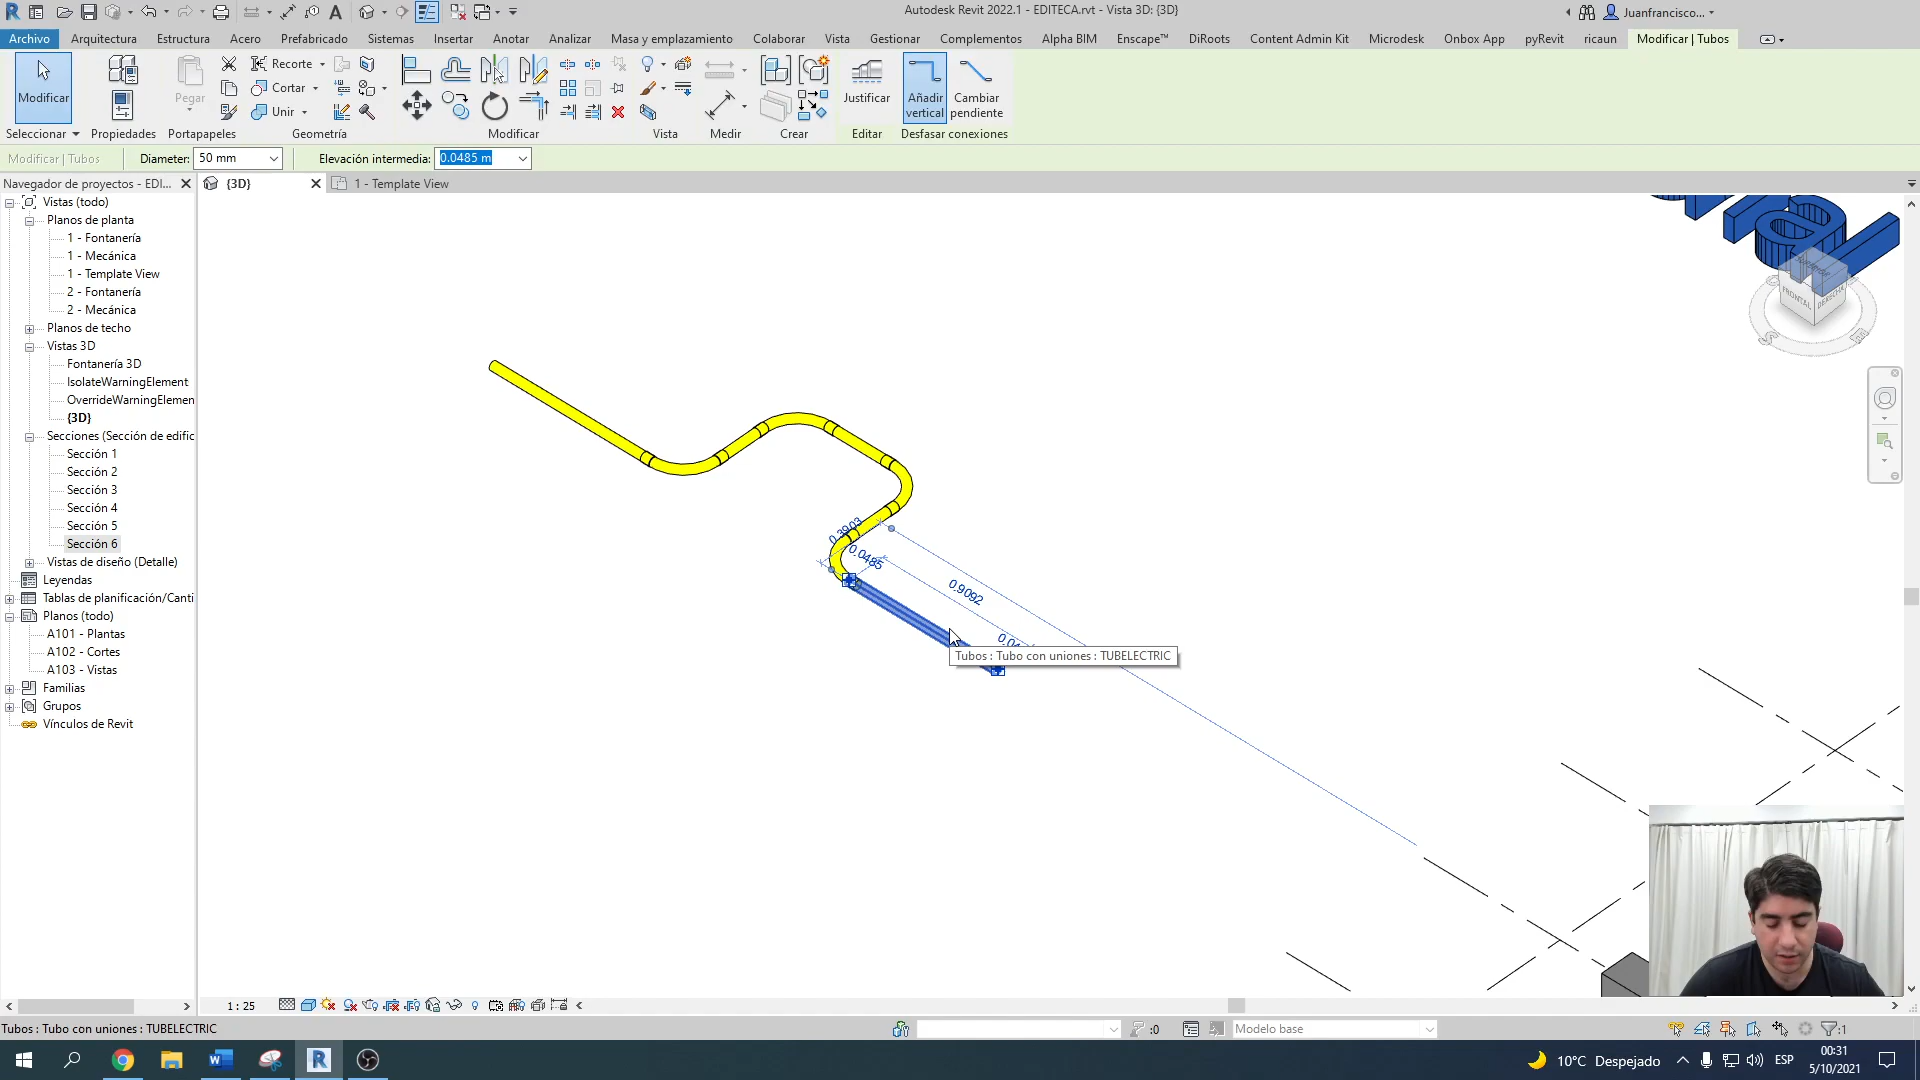 Autodesk Revit 2022.1 - EDITECA.rvt - Vista 3D: {3D}
Juanfrancisco...
Archivo Arquitectura Estructura Acero Prefabricado Sistemas Insertar Anotar Analizar Masa y emplazamiento Colaborar Vista Gestionar Complementos Alpha BIM Enscape™ DiRoots Content Admin Kit Microdesk Onbox App pyRevit ricaun Modificar | Tubos
Modificar
Pegar
Recorte
Cortar
Unir
Justificar
Añadir vertical
Cambiar pendiente
Seleccionar Propiedades Portapapeles Geometría Modificar Vista Medir Crear Editar Desfasar conexiones
Modificar | Tubos Diameter: 50 mm Elevación intermedia: 0.0485 m
Navegador de proyectos - EDI...
{3D}
1 - Template View
Vistas (todo)
Planos de planta
1 - Fontanería
1 - Mecánica
1 - Template View
2 - Fontanería
2 - Mecánica
Planos de techo
Vistas 3D
Fontanería 3D
IsolateWarningElement
OverrideWarningElemen
{3D}
Secciones (Sección de edific
Sección 1
Sección 2
Sección 3
Sección 4
Sección 5
Sección 6
Vistas de diseño (Detalle)
Leyendas
Tablas de planificación/Canti
Planos (todo)
A101 - Plantas
A102 - Cortes
A103 - Vistas
Familias
Grupos
Vínculos de Revit
FRONTAL
DERECHA
0.3903
0.0485
0.9092
0.04
Tubos : Tubo con uniones : TUBELECTRIC
1 : 25
Tubos : Tubo con uniones : TUBELECTRIC
:0
Modelo base
:1
10°C Despejado
ESP
00:31
5/10/2021